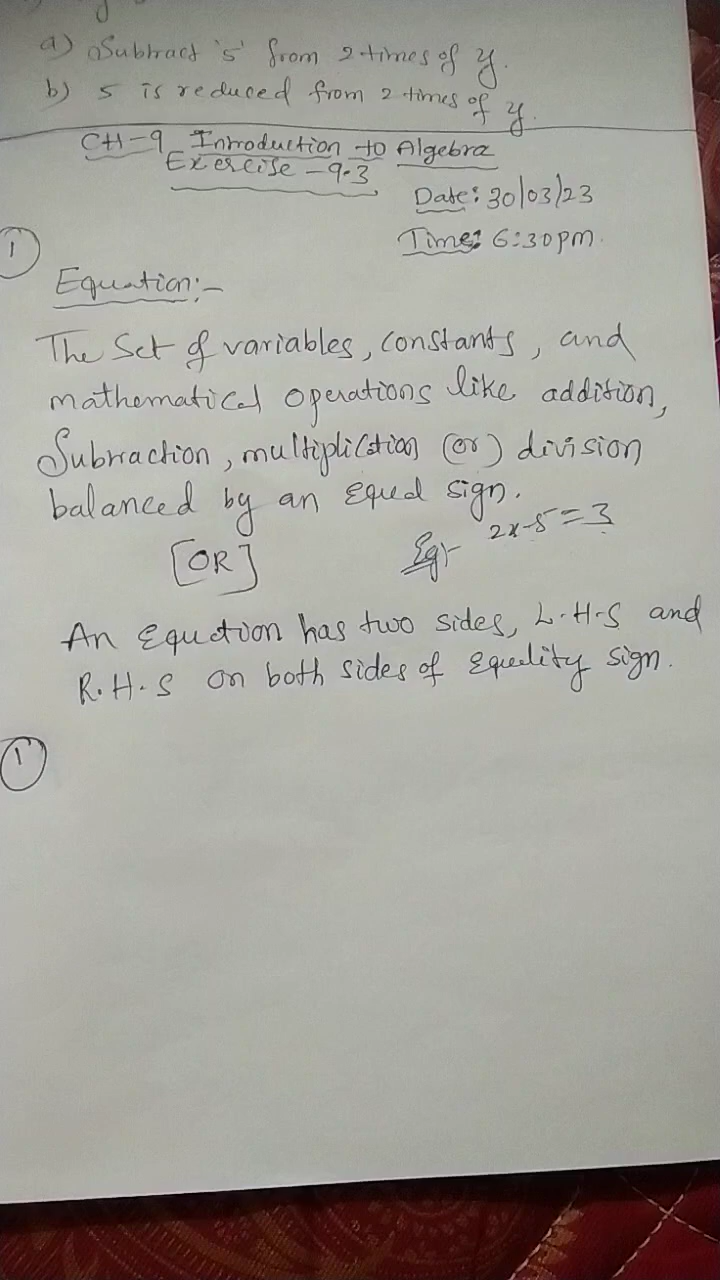 a) Subtract '5' from 2 times of y.
b) 5 is reduced from 2 times of y.
CH-9 Introduction to Algebra
Exercise - 9.3
Date: 30/03/23
Time: 6:30pm.
1
Equation:-
The Set of variables, constants, and
mathematical operations like addition,
Subtraction, multiplication (or) division
balanced by an equal sign.
[OR] Eg:- 2x-5=3
An Equation has two sides, L.H.S and
R.H.S on both sides of Equality sign.
1